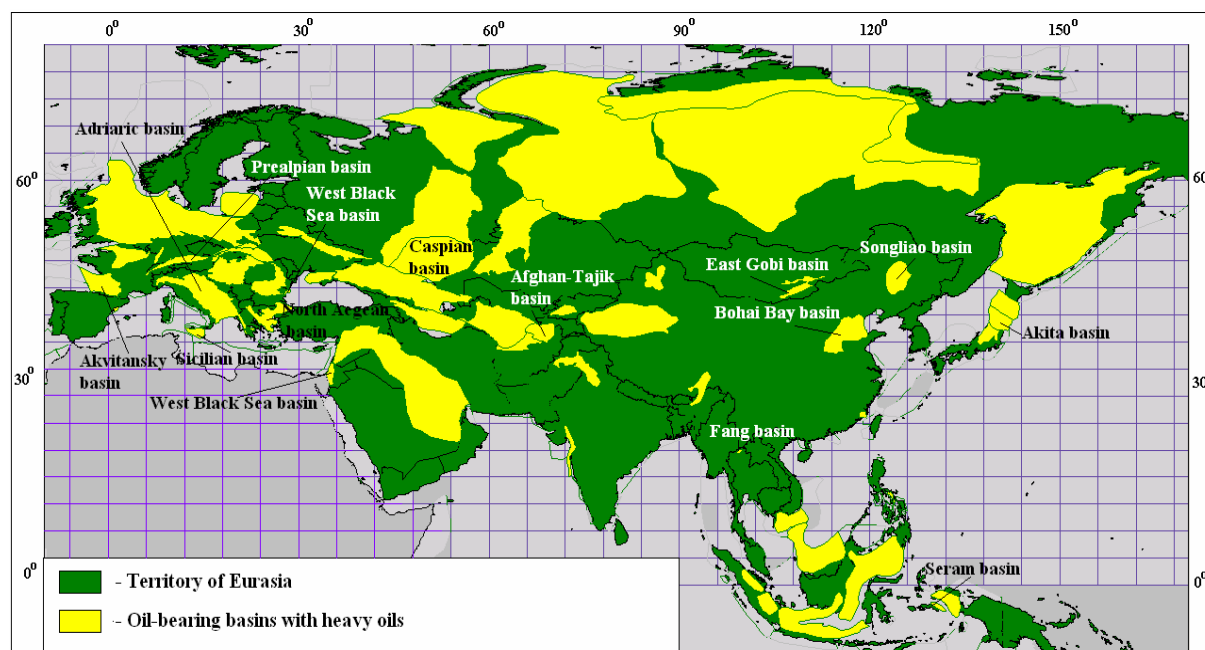 0⁰ 30⁰ 60⁰ 90⁰ 120⁰ 150⁰
Adriaric basin
Prealpian basin
60⁰
60
West Black
Sea basin
Caspian
basin
Songliao basin
East Gobi basin
Afghan-Tajik
basin
Bohai Bay basin
North Aegean
basin
Akita basin
Sicilian basin
Akvitansky
basin
30⁰
30
West Black Sea basin
Fang basin
0⁰
0⁰
Seram basin
- Territory of Eurasia
- Oil-bearing basins with heavy oils